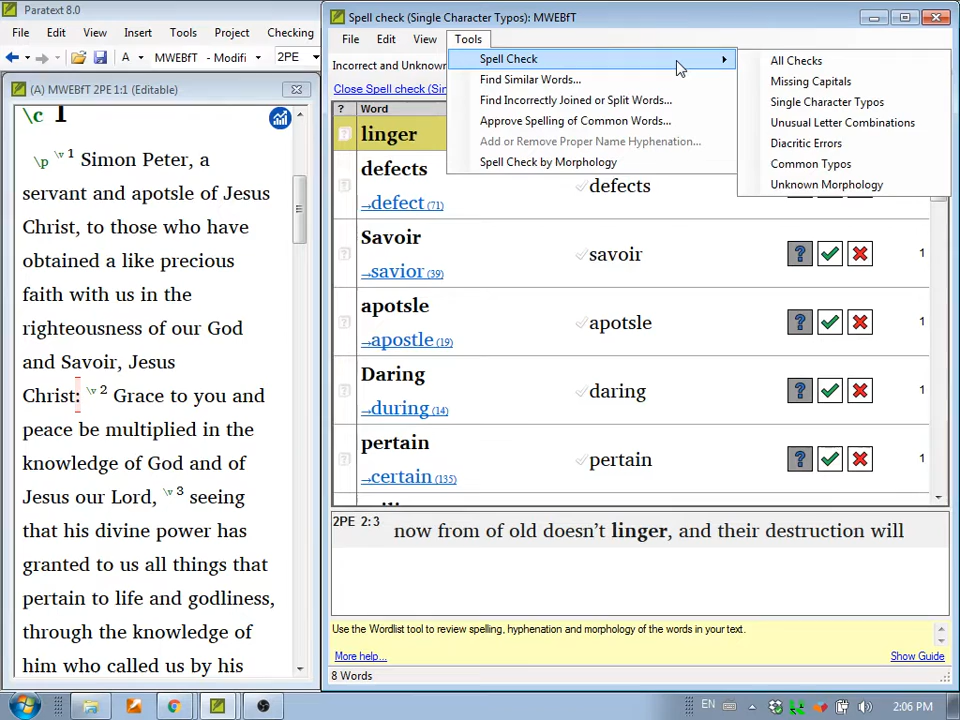 Paratext 8.0
File Edit View Insert Tools Project Checking
A MWEBfT - Modifi 2PE
(A) MWEBfT 2PE 1:1 (Editable)
\c 1
\p \v 1 Simon Peter, a
servant and apotsle of Jesus
Christ, to those who have
obtained a like precious
faith with us in the
righteousness of our God
and Savoir, Jesus
Christ: \v 2 Grace to you and
peace be multiplied in the
knowledge of God and of
Jesus our Lord, \v 3 seeing
that his divine power has
granted to us all things that
pertain to life and godliness,
through the knowledge of
him who called us by his
Spell check (Single Character Typos): MWEBfT
File Edit View Tools
Incorrect and Unknow
Close Spell check (Sin
? Word
linger
defects
→defect (71)
defects
Savoir
→savior (39)
savoir
? 1
apotsle
→apostle (19)
apotsle
? 1
Daring
→during (14)
daring
? 1
pertain
→certain (135)
pertain
? 1
Spell Check
Find Similar Words...
Find Incorrectly Joined or Split Words...
Approve Spelling of Common Words...
Add or Remove Proper Name Hyphenation...
Spell Check by Morphology
All Checks
Missing Capitals
Single Character Typos
Unusual Letter Combinations
Diacritic Errors
Common Typos
Unknown Morphology
2PE 2:3 now from of old doesn't linger, and their destruction will
Use the Wordlist tool to review spelling, hyphenation and morphology of the words in your text.
More help... Show Guide
8 Words
EN 2:06 PM